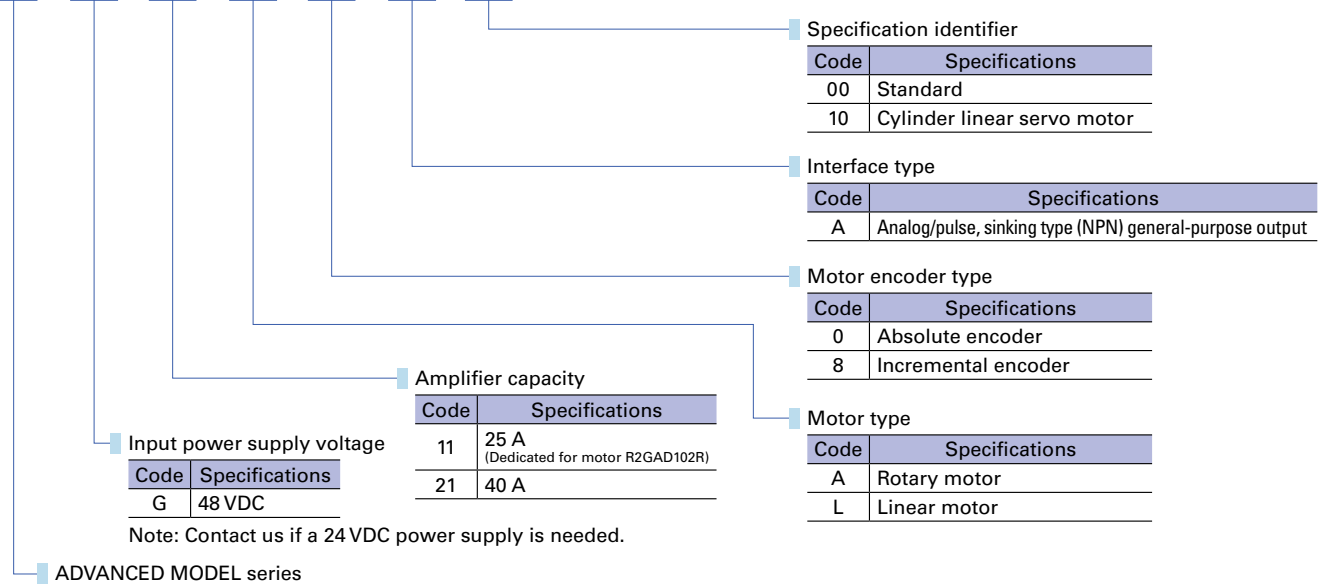 Specification identifier
Code Specifications
00 Standard
10 Cylinder linear servo motor
Interface type
Code Specifications
A Analog/pulse, sinking type (NPN) general-purpose output
Motor encoder type
Code Specifications
0 Absolute encoder
8 Incremental encoder
Amplifier capacity
Code Specifications
11 25 A
(Dedicated for motor R2GAD102R)
21 40 A
Motor type
Code Specifications
A Rotary motor
L Linear motor
Input power supply voltage
Code Specifications
G 48 VDC
Note: Contact us if a 24 VDC power supply is needed.
ADVANCED MODEL series